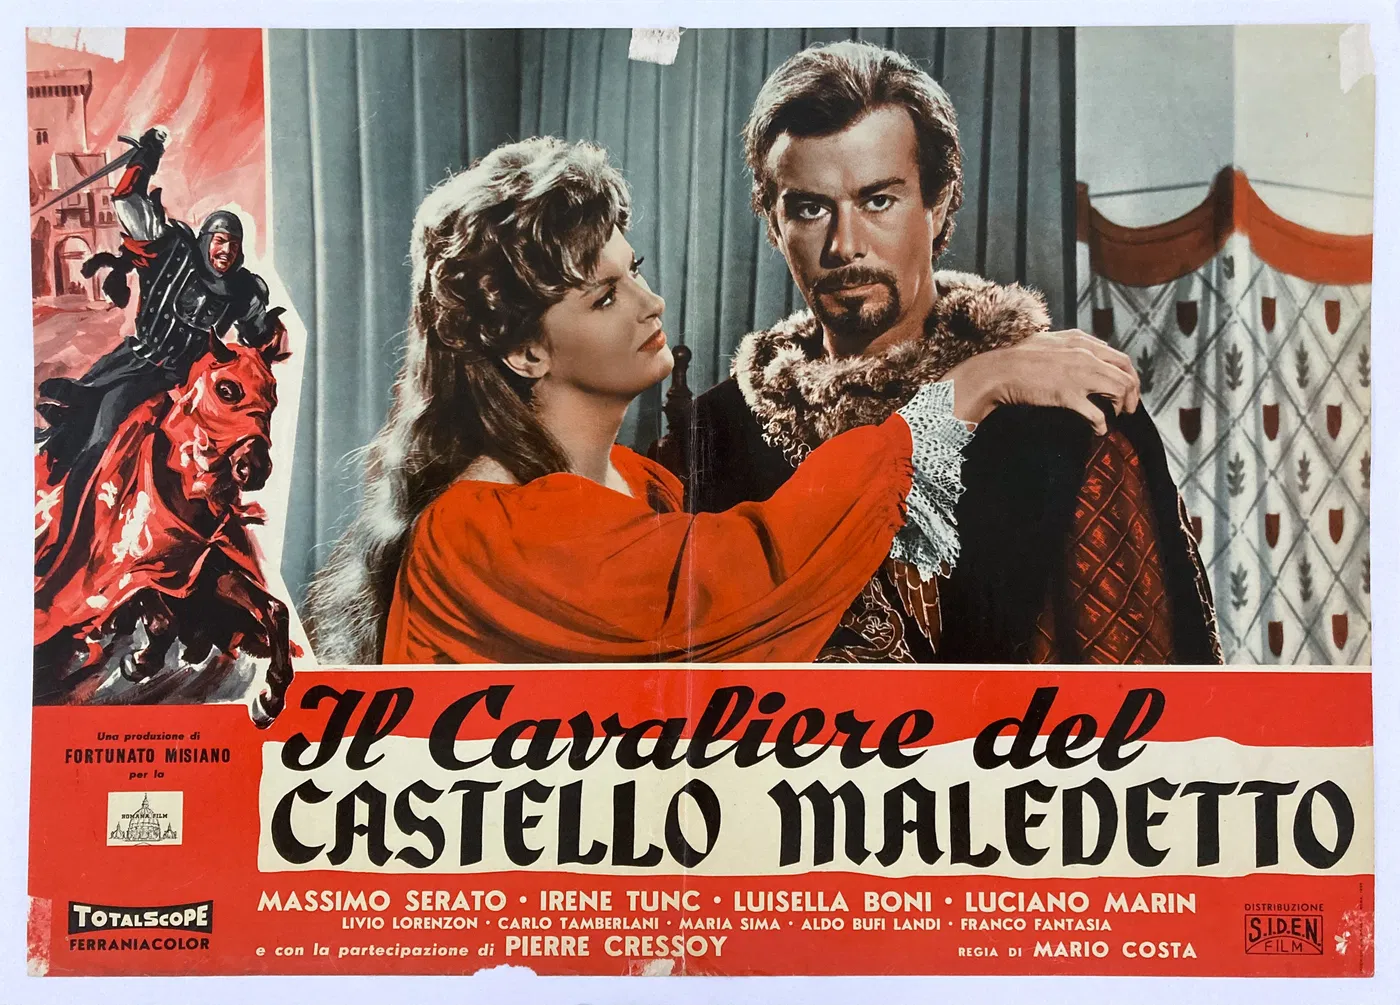 Il Cavaliere del
CASTELLO MALEDETTO
Una produzione di
FORTUNATO MISIANO
per la
ROMANA FILM
TOTALSCOPE
FERRANIACOLOR
MASSIMO SERATO • IRENE TUNC • LUISELLA BONI • LUCIANO MARIN
LIVIO LORENZON • CARLO TAMBERLANI • MARIA SIMA • ALDO BUFI LANDI • FRANCO FANTASIA
e con la partecipazione di PIERRE CRESSOY
REGIA DI MARIO COSTA
DISTRIBUZIONE
S.I.D.E.N.
FILM